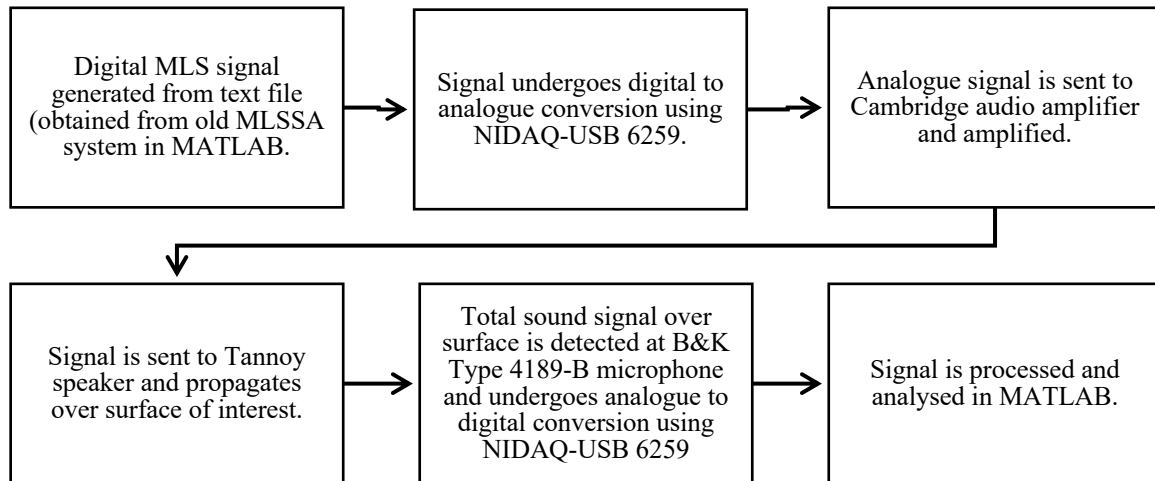 Digital MLS signal
generated from text file
(obtained from old MLSSA
system in MATLAB.
Signal undergoes digital to
analogue conversion using
NIDAQ-USB 6259.
Analogue signal is sent to
Cambridge audio amplifier
and amplified.
Signal is sent to Tannoy
speaker and propagates
over surface of interest.
Total sound signal over
surface is detected at B&K
Type 4189-B microphone
and undergoes analogue to
digital conversion using
NIDAQ-USB 6259
Signal is processed and
analysed in MATLAB.